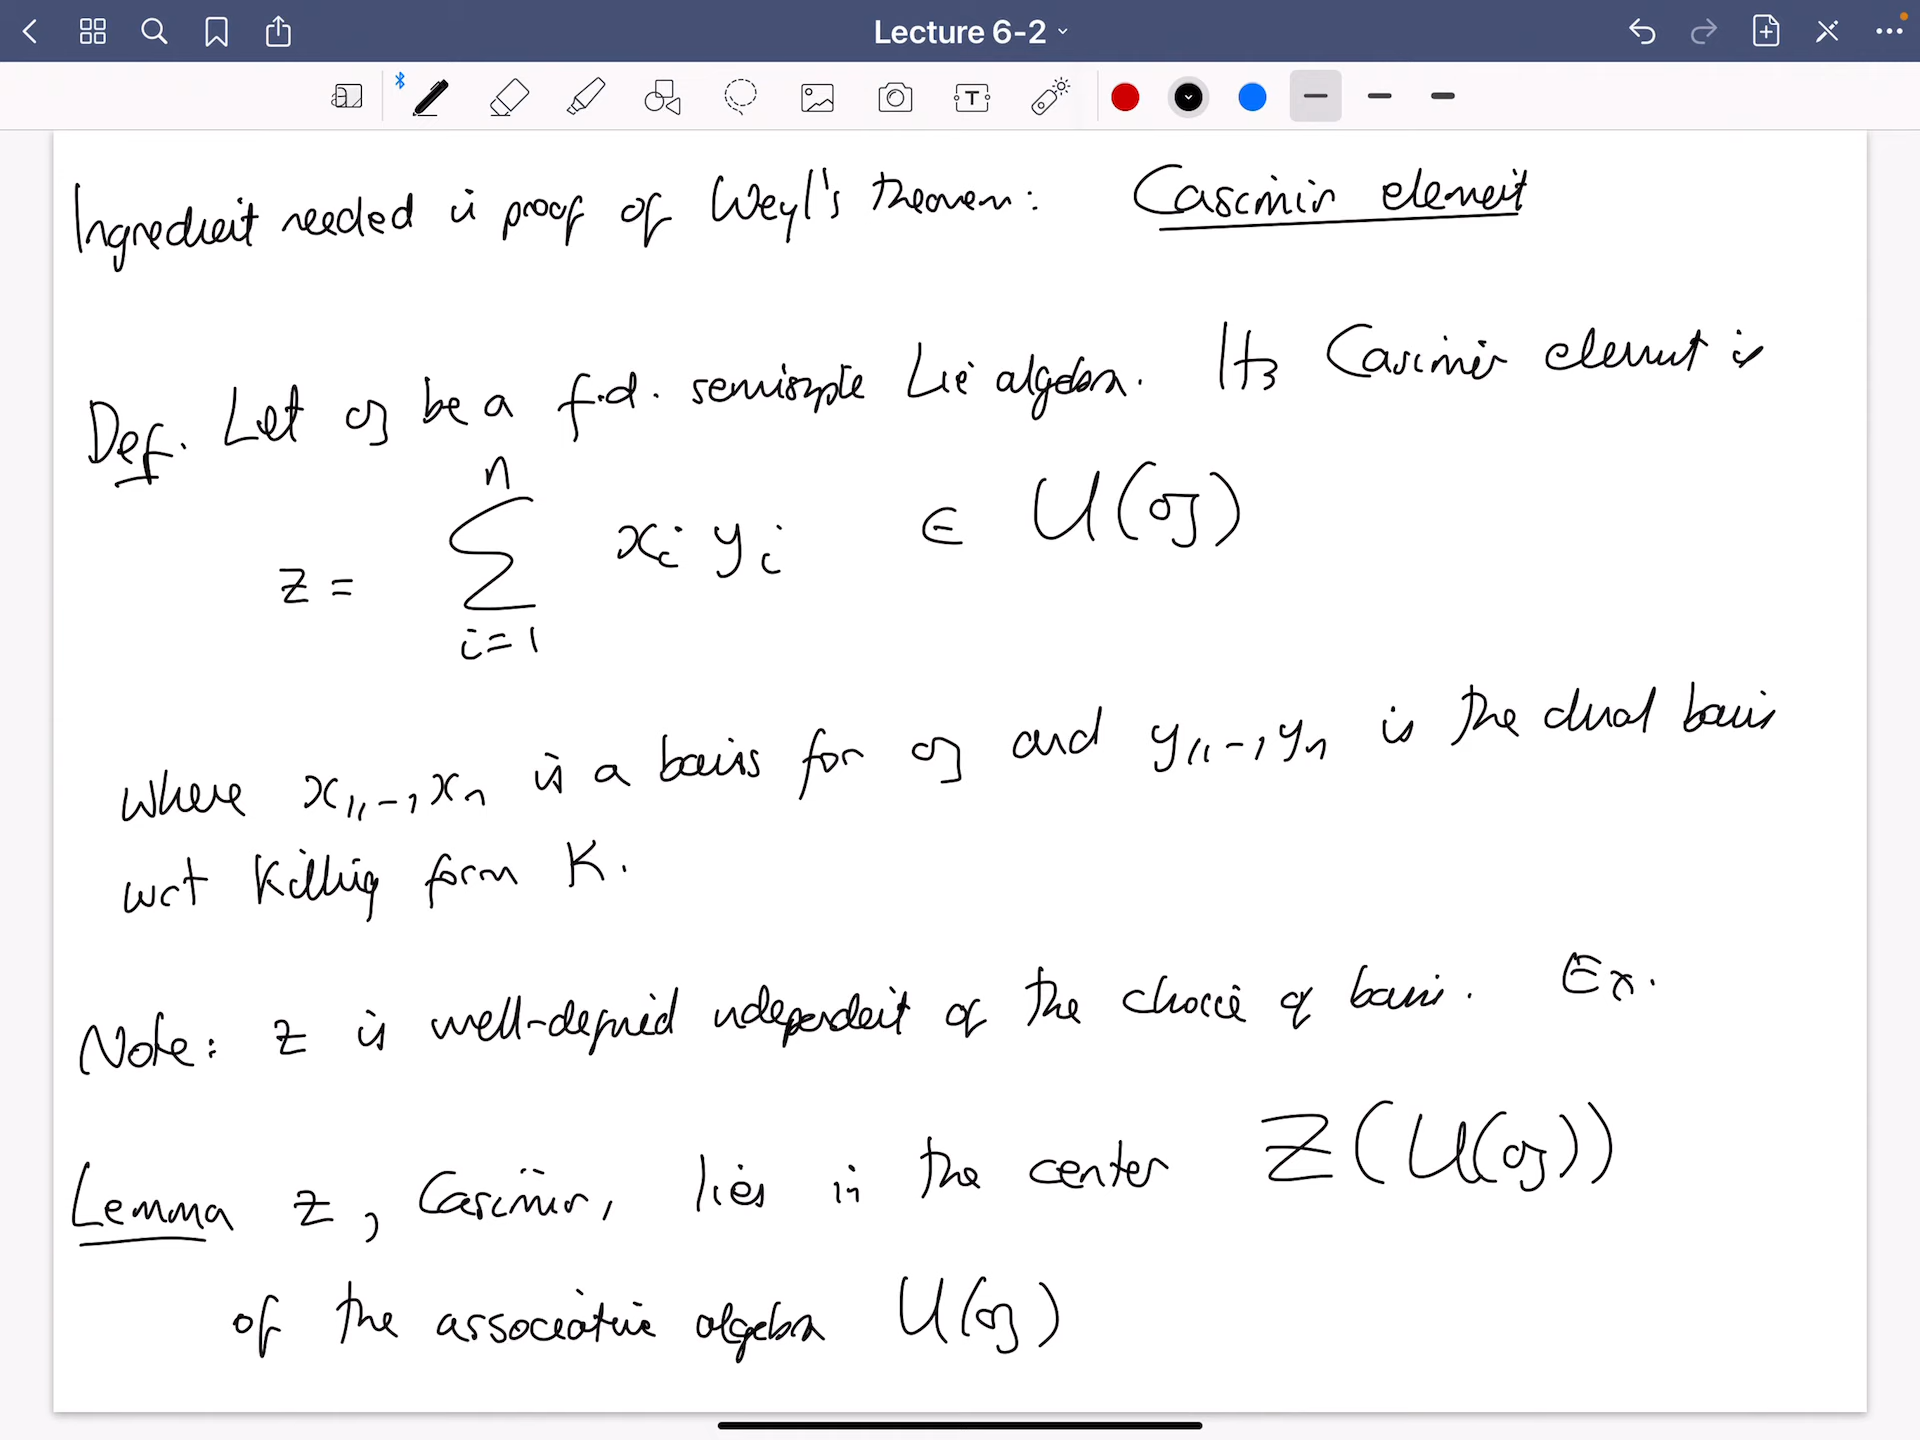 Lecture 6-2
Ingredient needed in proof of Weyl's theorem: Casimir element
Def. Let 𝔤 be a f.d. semisimple Lie algebra. Its Casimir element is
z = ∑_{i=1}^{n} x_i y_i ∈ U(𝔤)
where x_1,-,x_n is a basis for 𝔤 and y_1,-,y_n is the dual basis
wrt Killing form K.
Note: z is well-defined independent of the choice of basis. Ex.
Lemma z, Casimir, lies in the center Z(U(𝔤))
of the associative algebra U(𝔤)